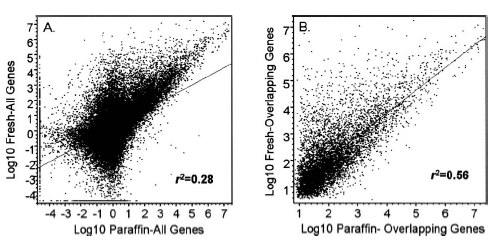 A.
7
6
5
4
3
2
1
0
-1
-2
-3
-4
Log10 Fresh-All Genes
r²=0.28
-4 -3 -2 -1 0 1 2 3 4 5 6 7
Log10 Paraffin-All Genes
B
7
6
5
4
3
2
1
Log10 Fresh-Overlapping Genes
r²=0.56
1 2 3 4 5 6 7
Log10 Paraffin- Overlapping Genes